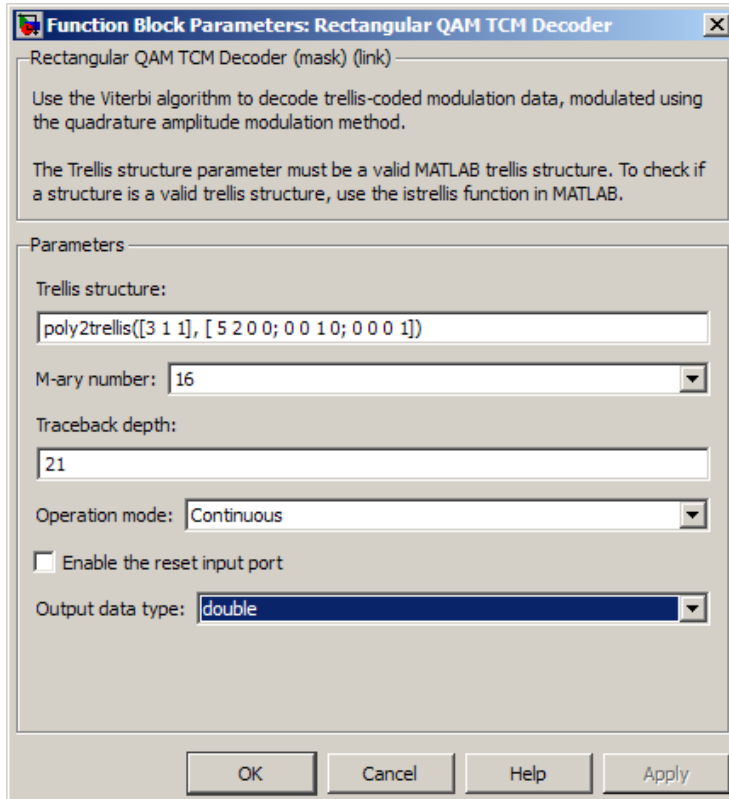 Function Block Parameters: Rectangular QAM TCM Decoder
Rectangular QAM TCM Decoder (mask) (link)
Use the Viterbi algorithm to decode trellis-coded modulation data, modulated using
the quadrature amplitude modulation method.
The Trellis structure parameter must be a valid MATLAB trellis structure. To check if
a structure is a valid trellis structure, use the istrellis function in MATLAB.
Parameters
Trellis structure:
poly2trellis([3 1 1], [ 5 2 0 0; 0 0 1 0; 0 0 0 1])
M-ary number: 16
Traceback depth:
21
Operation mode: Continuous
Enable the reset input port
Output data type: double
OK Cancel Help Apply